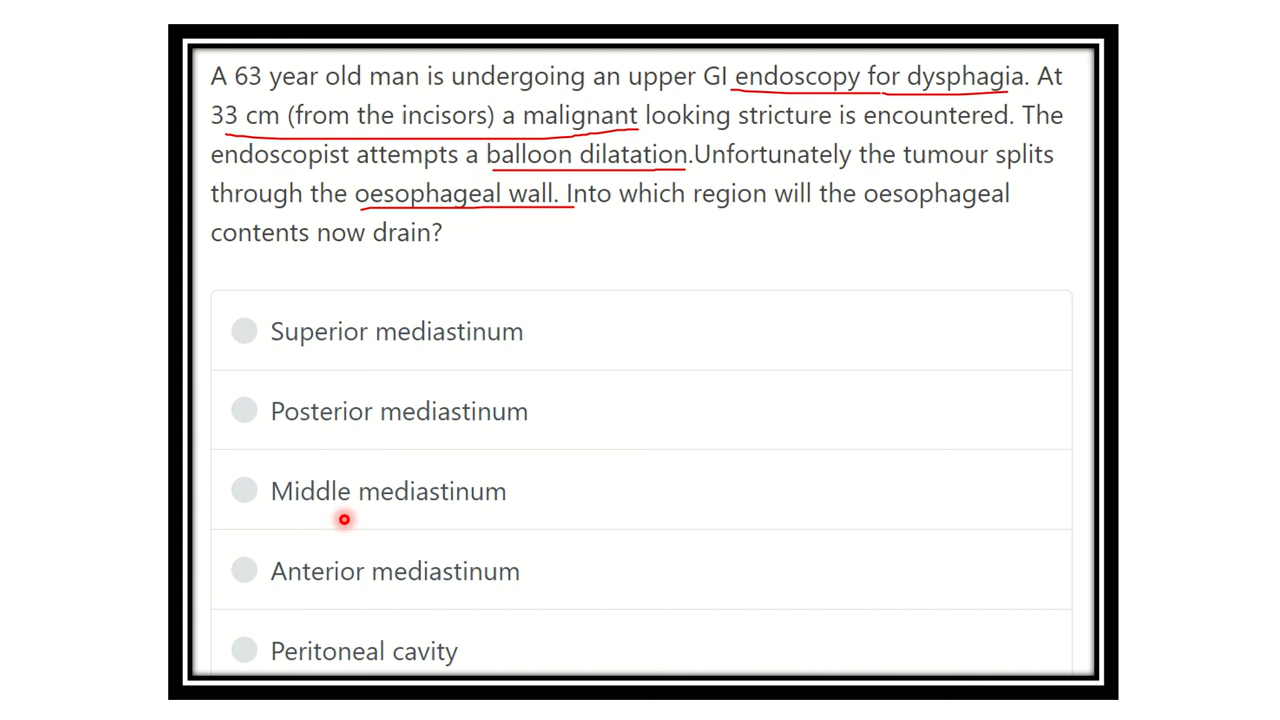 A 63 year old man is undergoing an upper GI endoscopy for dysphagia. At
33 cm (from the incisors) a malignant looking stricture is encountered. The
endoscopist attempts a balloon dilatation.Unfortunately the tumour splits
through the oesophageal wall. Into which region will the oesophageal
contents now drain?
Superior mediastinum
Posterior mediastinum
Middle mediastinum
Anterior mediastinum
Peritoneal cavity